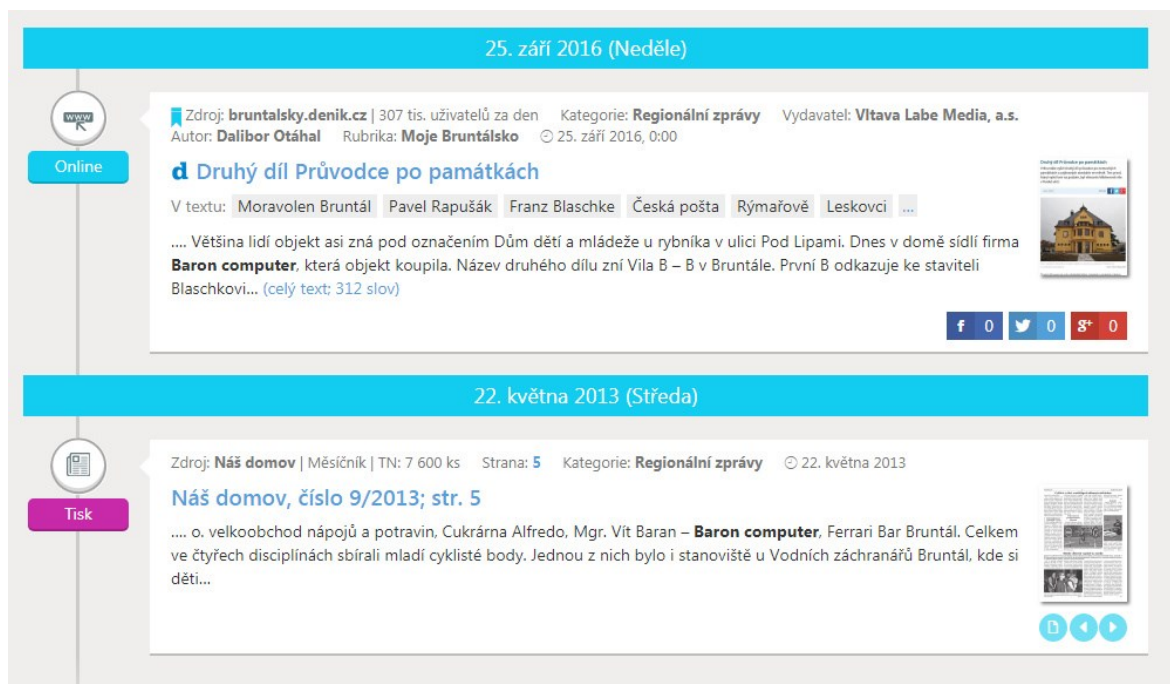 25. září 2016 (Neděle)
www
Online
Zdroj: bruntalsky.denik.cz | 307 tis. uživatelů za den Kategorie: Regionální zprávy Vydavatel: Vltava Labe Media, a.s.
Autor: Dalibor Otáhal Rubrika: Moje Bruntálsko 25. září 2016, 0:00
d Druhý díl Průvodce po památkách
V textu: Moravolen Bruntál Pavel Rapušák Franz Blaschke Česká pošta Rýmařově Leskovci ...
.... Většina lidí objekt asi zná pod označením Dům dětí a mládeže u rybníka v ulici Pod Lipami. Dnes v domě sídlí firma
Baron computer, která objekt koupila. Název druhého dílu zní Vila B – B v Bruntále. První B odkazuje ke staviteli
Blaschkovi... (celý text; 312 slov)
f 0 0 g+ 0
22. května 2013 (Středa)
Tisk
Zdroj: Náš domov | Měsíčník | TN: 7 600 ks Strana: 5 Kategorie: Regionální zprávy 22. května 2013
Náš domov, číslo 9/2013; str. 5
.... o. velkoobchod nápojů a potravin, Cukrárna Alfredo, Mgr. Vít Baran – Baron computer, Ferrari Bar Bruntál. Celkem
ve čtyřech disciplínách sbírali mladí cyklisté body. Jednou z nich bylo i stanoviště u Vodních záchranářů Bruntál, kde si
děti...